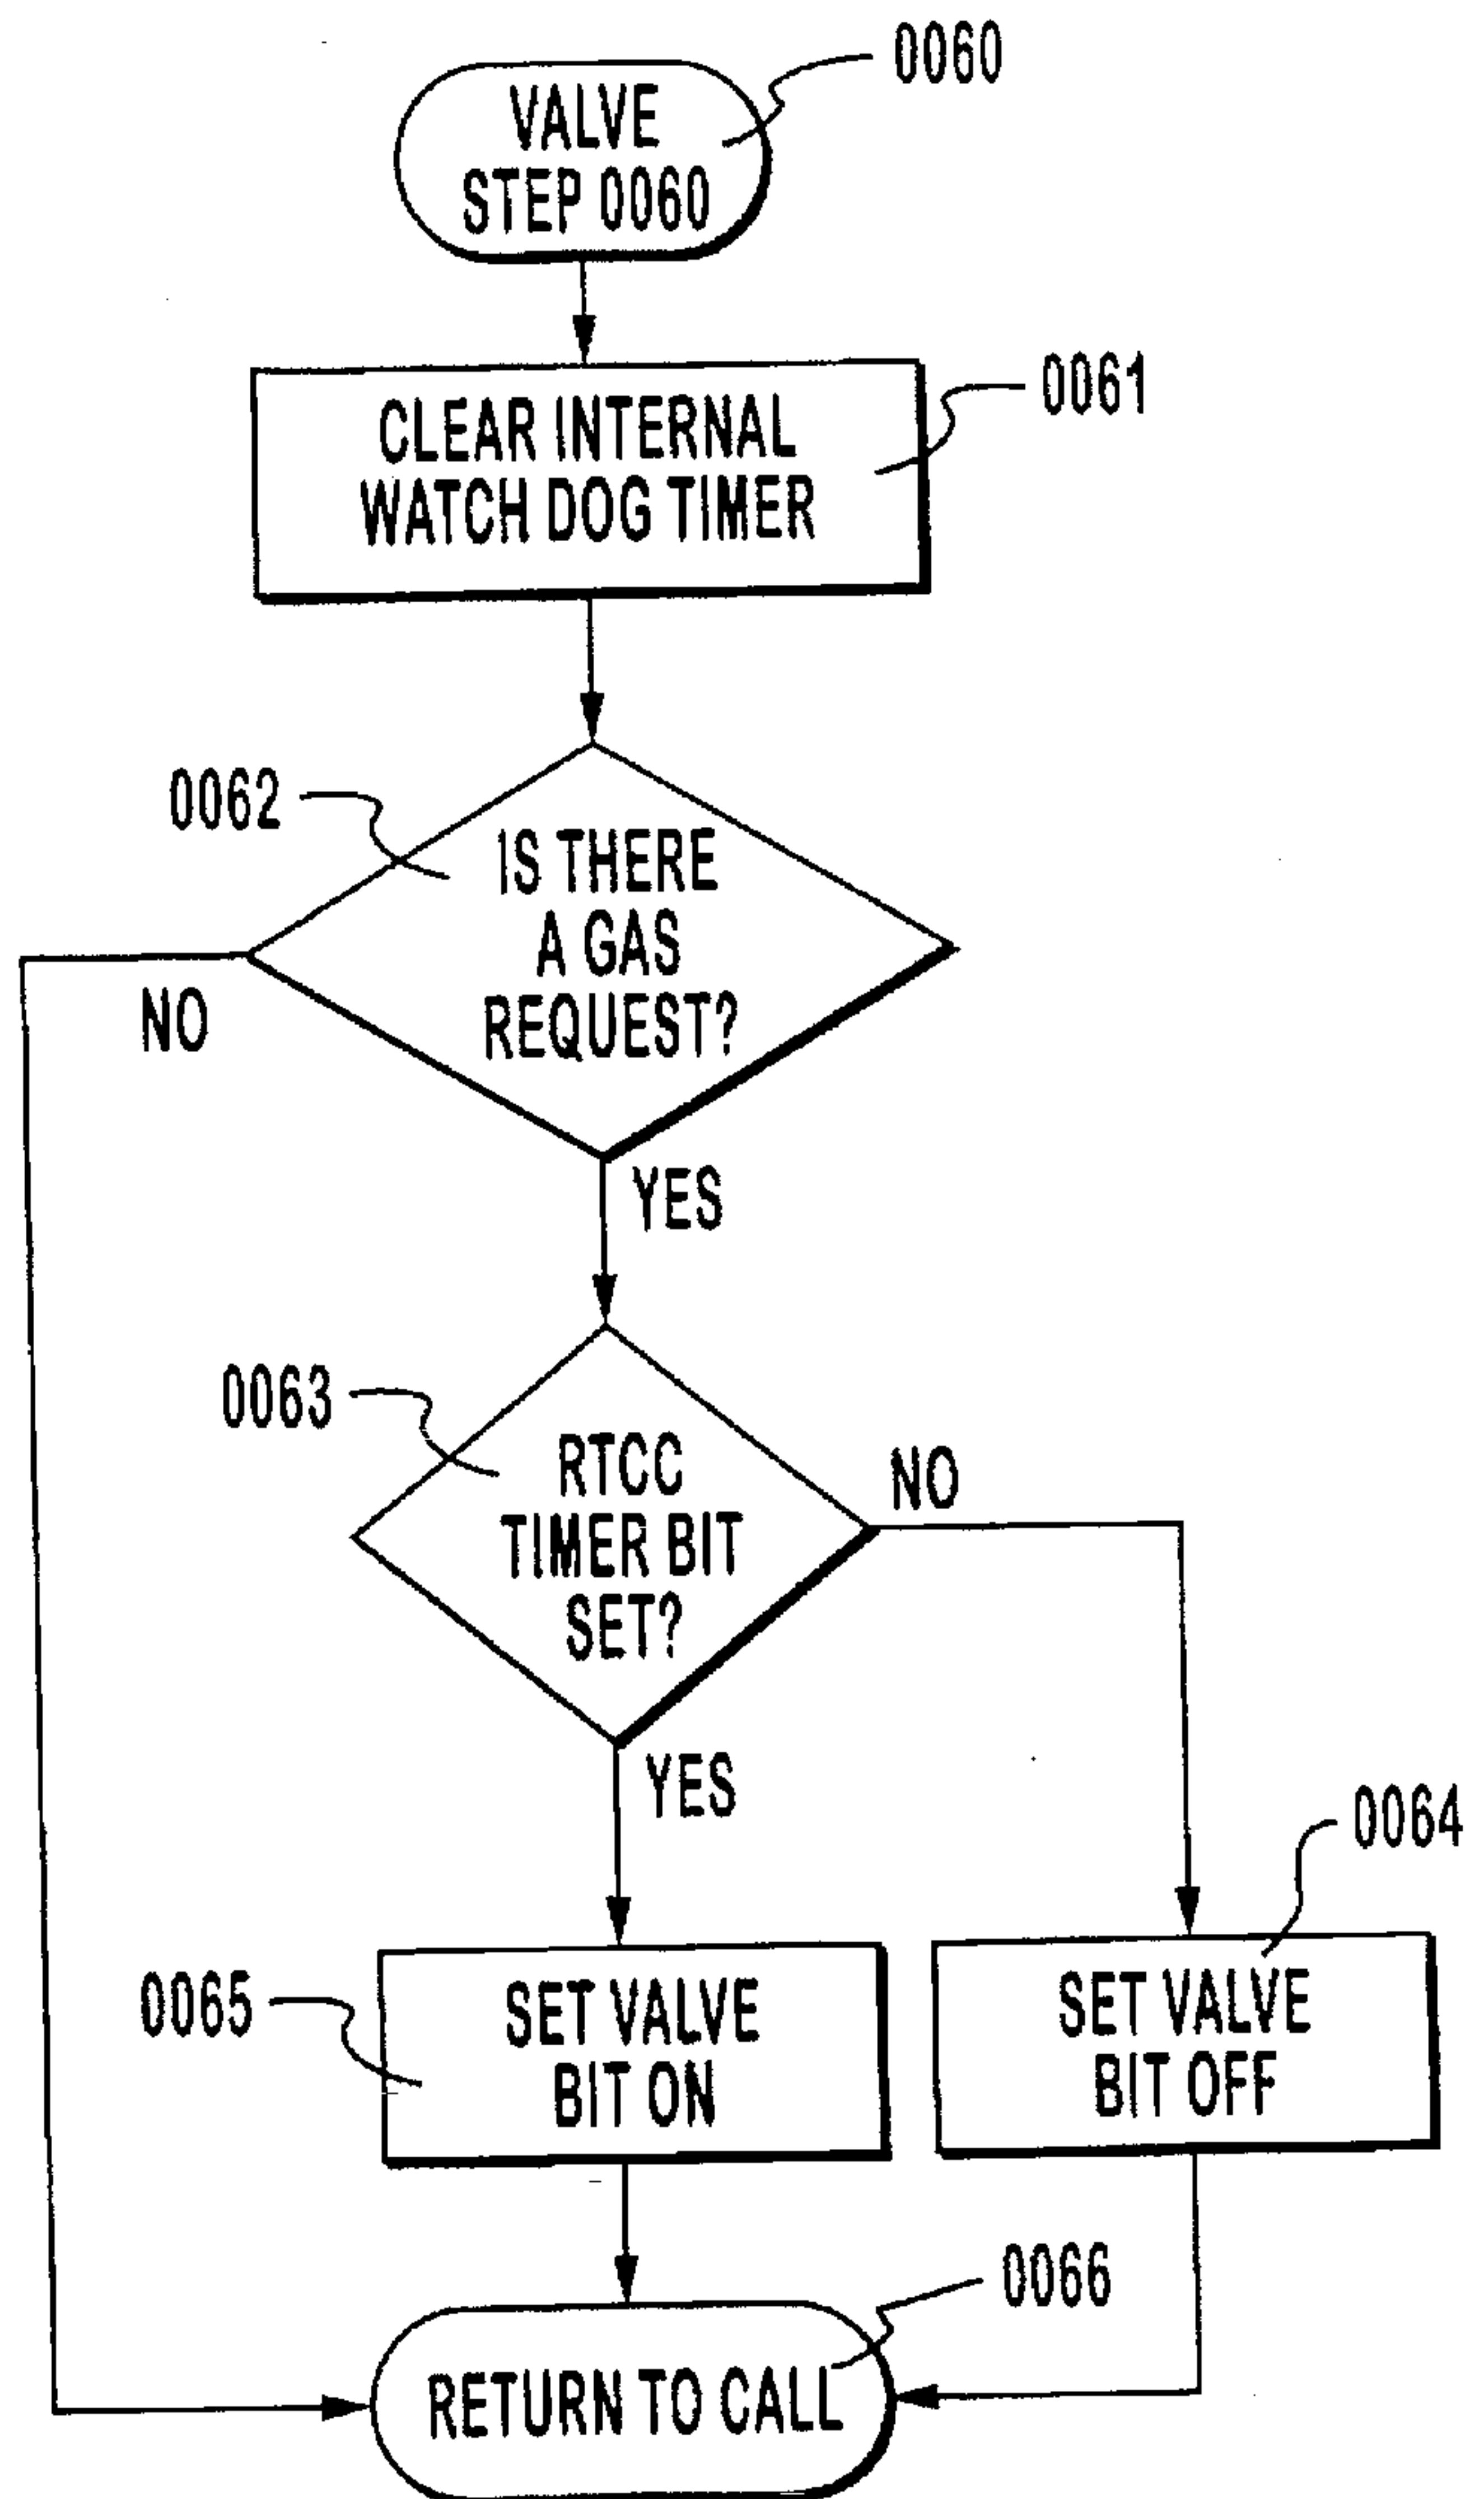 0060
VALVE
STEP 0060
0061
CLEAR INTERNAL
WATCH DOG TIMER
0062
IS THERE
A GAS
REQUEST?
NO
YES
0063
RTCC
TIMER BIT
SET?
NO
YES
0064
0065
SET VALVE
BIT ON
SET VALVE
BIT OFF
0066
RETURN TO CALL